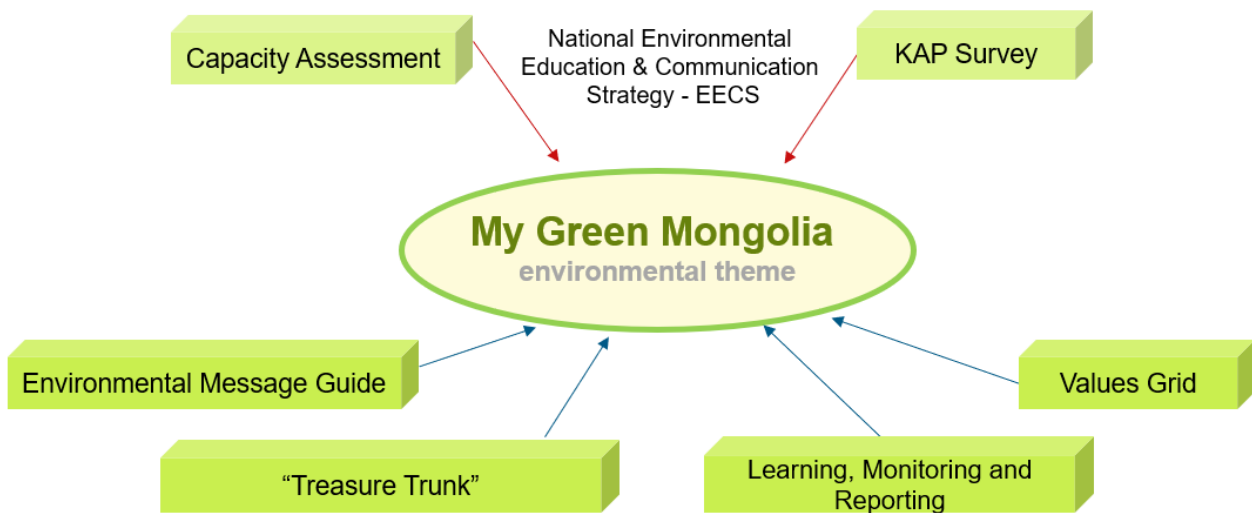 Capacity Assessment
National Environmental
Education & Communication
Strategy - EECS
KAP Survey
My Green Mongolia
environmental theme
Environmental Message Guide
Values Grid
“Treasure Trunk”
Learning, Monitoring and
Reporting